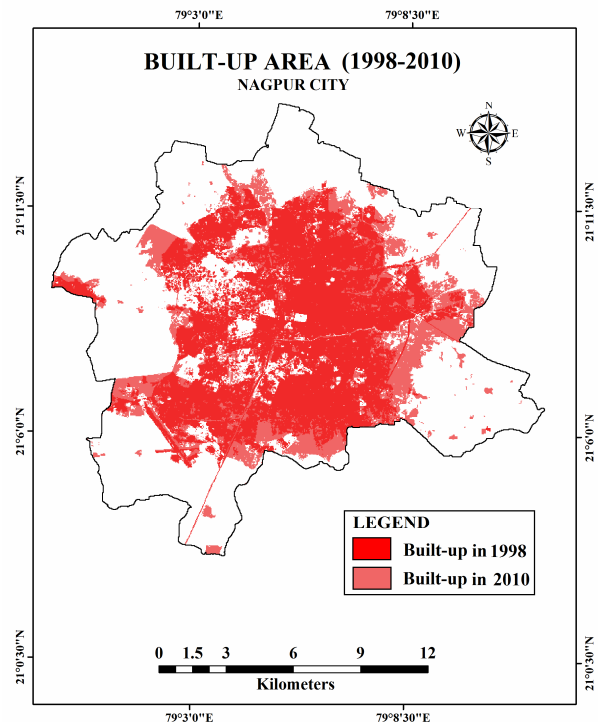 79°3'0"E 79°8'30"E
BUILT-UP AREA (1998-2010)
NAGPUR CITY
N
W E
S
21°11'30"N 21°11'30"N
21°6'0"N 21°6'0"N
LEGEND
Built-up in 1998
Built-up in 2010
21°0'30"N 21°0'30"N
0 1.5 3 6 9 12
Kilometers
79°3'0"E 79°8'30"E